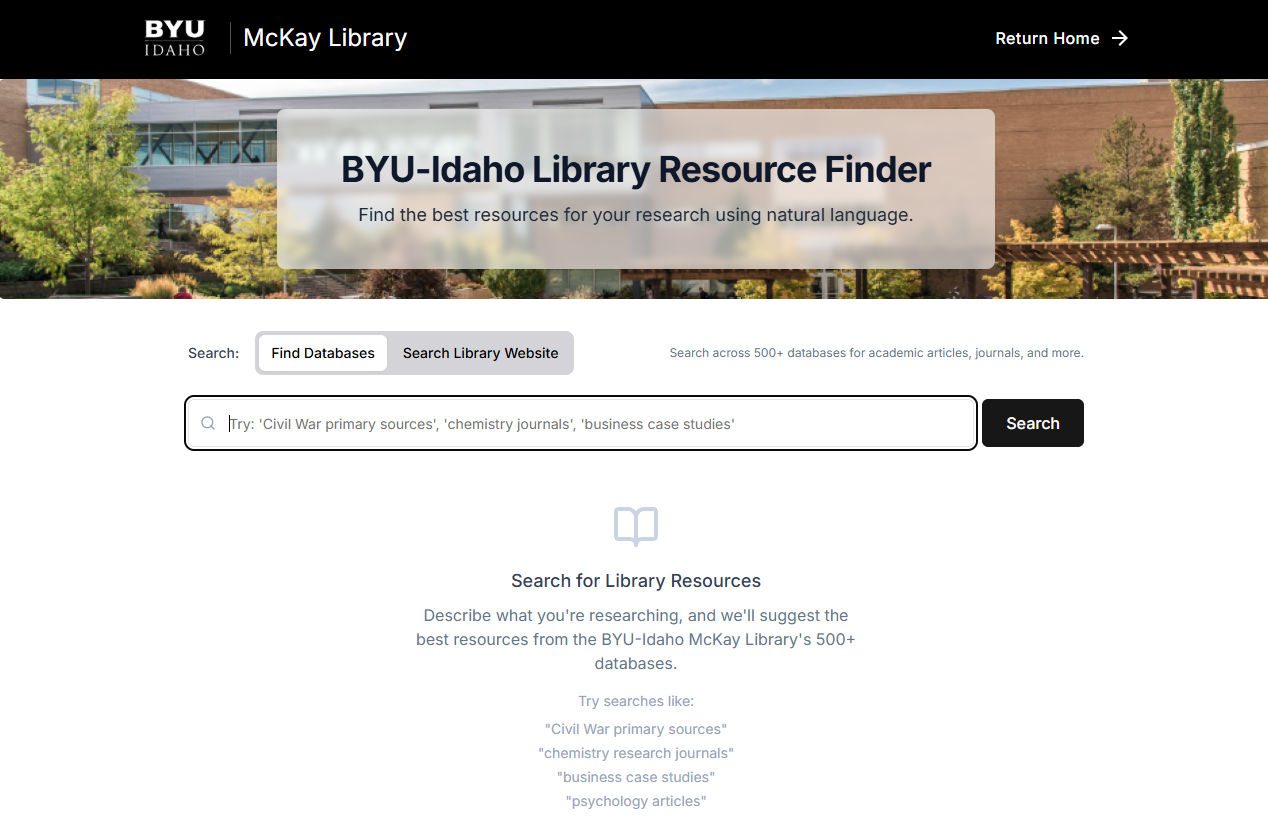 BYU
IDAHO
McKay Library
Return Home
BYU-Idaho Library Resource Finder
Find the best resources for your research using natural language.
Search:
Find Databases
Search Library Website
Search across 500+ databases for academic articles, journals, and more.
Try: 'Civil War primary sources', 'chemistry journals', 'business case studies'
Search
Search for Library Resources
Describe what you're researching, and we'll suggest the
best resources from the BYU-Idaho McKay Library's 500+
databases.
Try searches like:
"Civil War primary sources"
"chemistry research journals"
"business case studies"
"psychology articles"